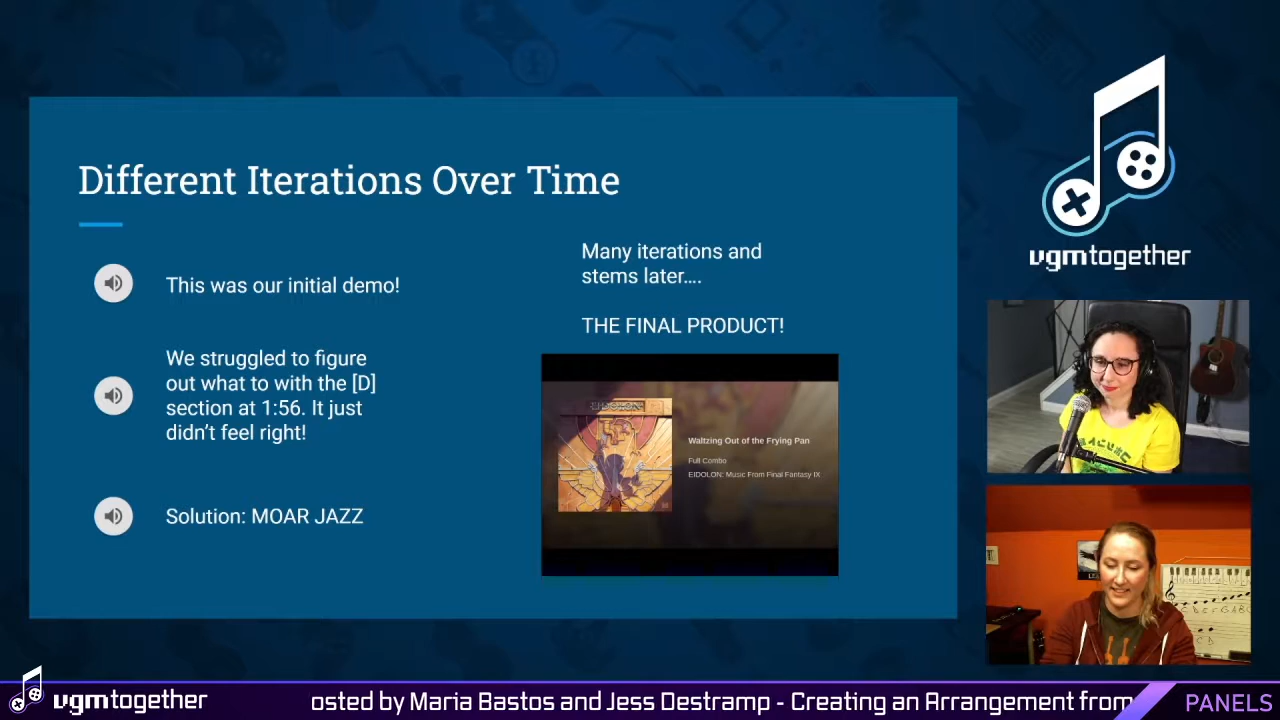 Different Iterations Over Time
This was our initial demo!
We struggled to figure
out what to with the [D]
section at 1:56. It just
didn't feel right!
Solution: MOAR JAZZ
Many iterations and
stems later....
THE FINAL PRODUCT!
EIDOLON
Waltzing Out of the Frying Pan
Full Combo
EIDOLON: Music From Final Fantasy IX
vgmtogether
vgmtogether
osted by Maria Bastos and Jess Destramp - Creating an Arrangement from
PANELS